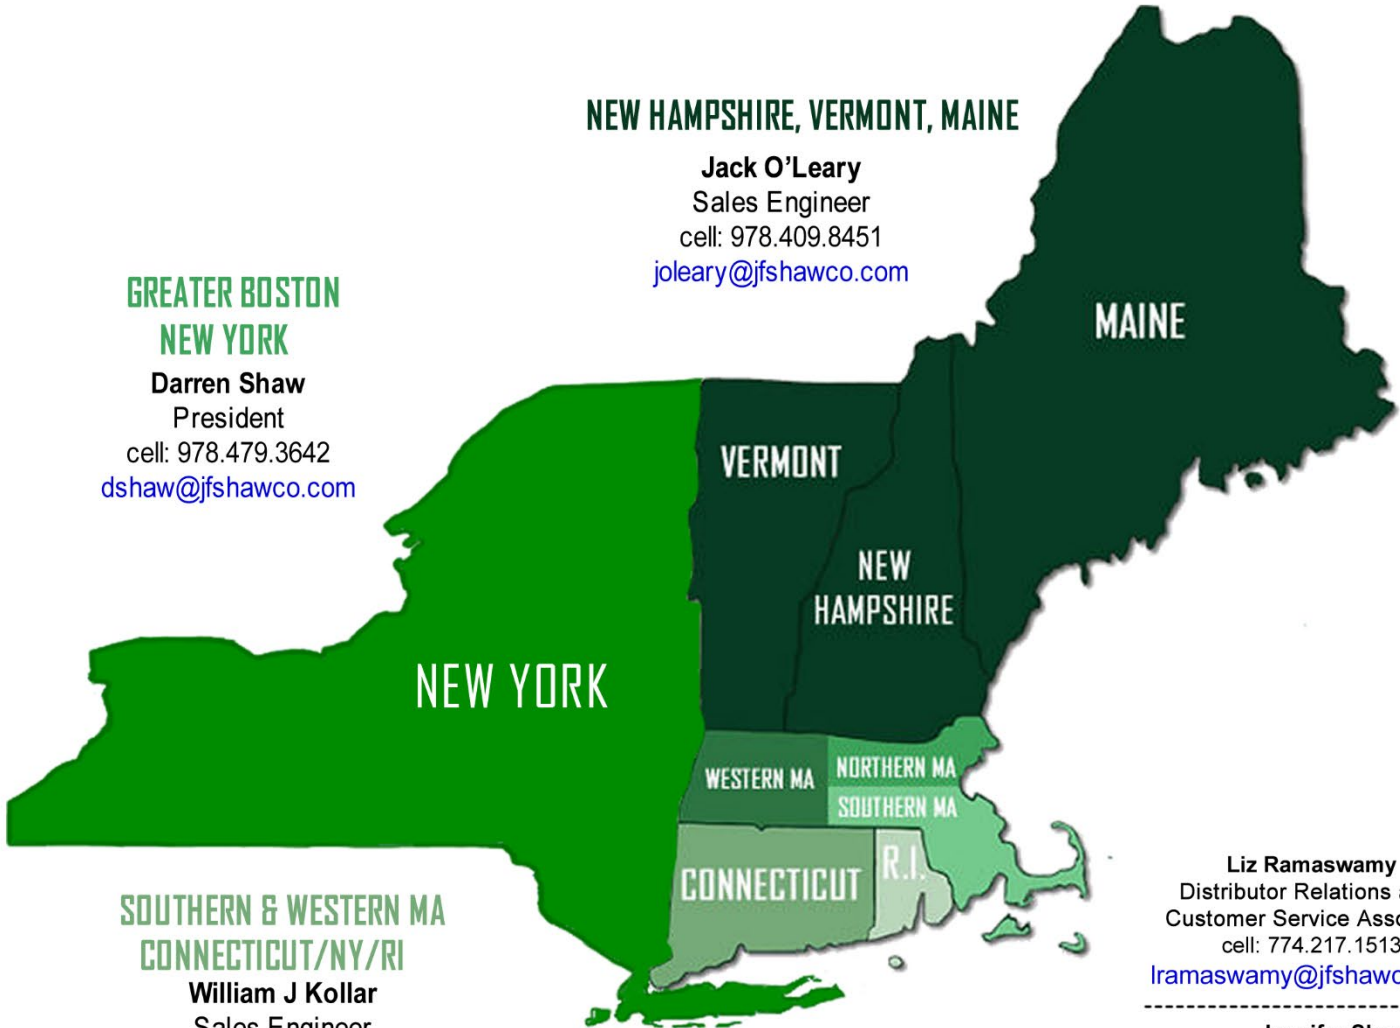 NEW HAMPSHIRE, VERMONT, MAINE
Jack O’Leary
Sales Engineer
cell: 978.409.8451
joleary@jfshawco.com
GREATER BOSTON
NEW YORK
Darren Shaw
President
cell: 978.479.3642
dshaw@jfshawco.com
MAINE
VERMONT
NEW
HAMPSHIRE
NEW YORK
WESTERN MA
NORTHERN MA
SOUTHERN MA
CONNECTICUT
R.I.
SOUTHERN & WESTERN MA
CONNECTICUT/NY/RI
William J Kollar
Sales Engineer
Liz Ramaswamy
Distributor Relations
Customer Service
cell: 774.217.1513